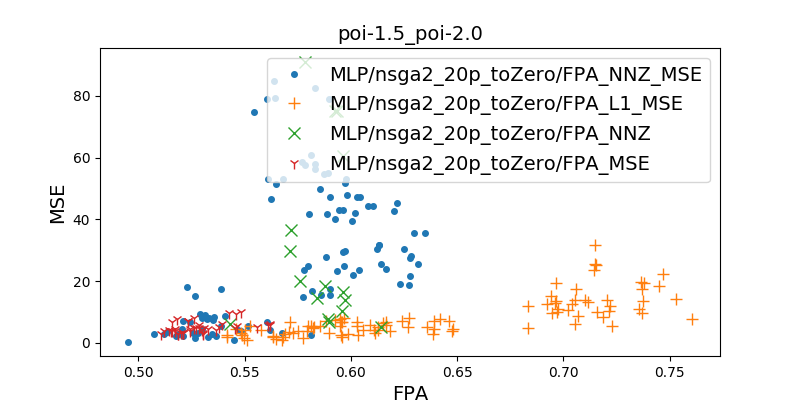 poi-1.5_poi-2.0
MLP/nsga2_20p_toZero/FPA_NNZ_MSE
MLP/nsga2_20p_toZero/FPA_L1_MSE
MLP/nsga2_20p_toZero/FPA_NNZ
MLP/nsga2_20p_toZero/FPA_MSE
MSE
80
60
40
20
0
0.50 0.55 0.60 0.65 0.70 0.75
FPA